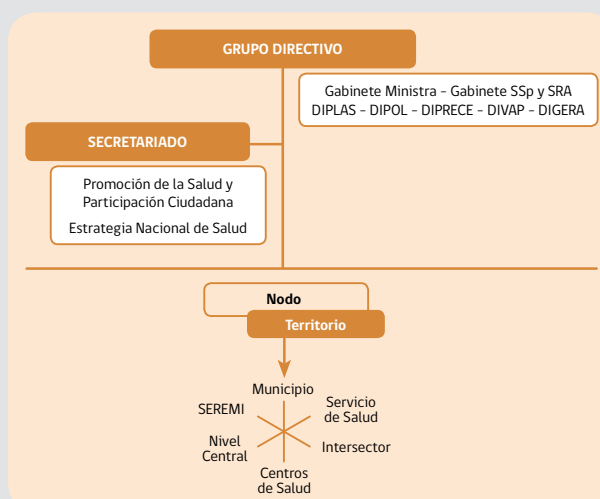 GRUPO DIRECTIVO
Gabinete Ministra – Gabinete SSp y SRA
DIPLAS – DIPOL – DIPRECE – DIVAP – DIGERA
SECRETARIADO
Promoción de la Salud y
Participación Ciudadana
Estrategia Nacional de Salud
Nodo
Territorio
Municipio
SEREMI
Servicio
de Salud
Nivel
Central
Intersector
Centros
de Salud